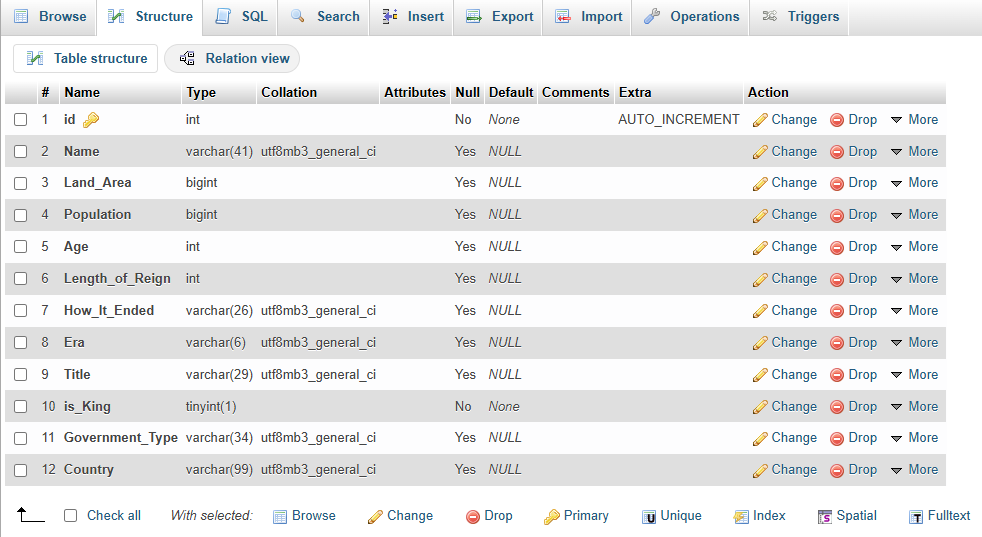 Browse Structure SQL Search Insert Export Import Operations Triggers
Table structure Relation view
# Name Type Collation Attributes Null Default Comments Extra Action
1 id int No None AUTO_INCREMENT Change Drop More
2 Name varchar(41) utf8mb3_general_ci Yes NULL Change Drop More
3 Land_Area bigint Yes NULL Change Drop More
4 Population bigint Yes NULL Change Drop More
5 Age int Yes NULL Change Drop More
6 Length_of_Reign int Yes NULL Change Drop More
7 How_It_Ended varchar(26) utf8mb3_general_ci Yes NULL Change Drop More
8 Era varchar(6) utf8mb3_general_ci Yes NULL Change Drop More
9 Title varchar(29) utf8mb3_general_ci Yes NULL Change Drop More
10 is_King tinyint(1) No None Change Drop More
11 Government_Type varchar(34) utf8mb3_general_ci Yes NULL Change Drop More
12 Country varchar(99) utf8mb3_general_ci Yes NULL Change Drop More
Check all With selected: Browse Change Drop Primary Unique Index Spatial Fulltext